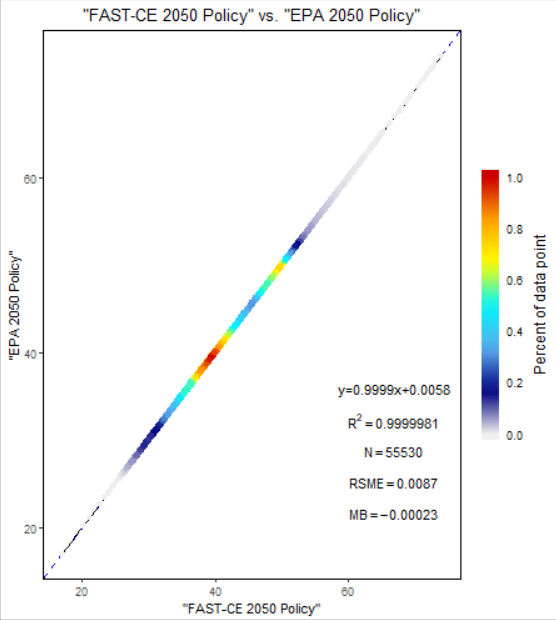 "FAST-CE 2050 Policy" vs. "EPA 2050 Policy"
60
40
20
"EPA 2050 Policy"
20 40 60
"FAST-CE 2050 Policy"
y=0.9999x+0.0058
R² = 0.9999981
N = 55530
RSME = 0.0087
MB = −0.00023
1.0
0.8
0.6
0.4
0.2
0.0
Percent of data point